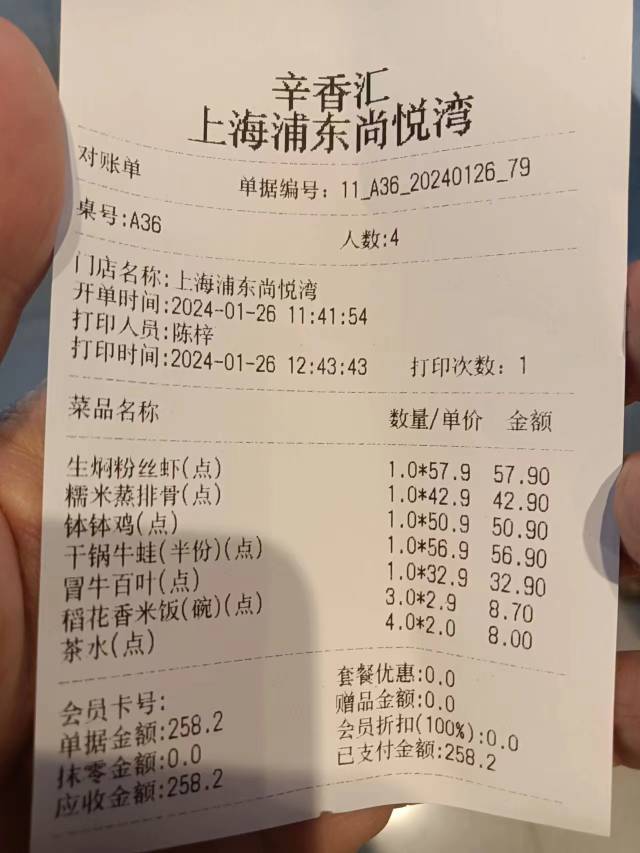 辛香汇
上海浦东尚悦湾
对账单 单据编号: 11_A36_20240126_79
桌号:A36 人数:4
门店名称:上海浦东尚悦湾
开单时间:2024-01-26 11:41:54
打印人员:陈梓
打印时间:2024-01-26 12:43:43 打印次数: 1
菜品名称 数量/单价 金额
生焖粉丝虾(点) 1.0*57.9 57.90
糯米蒸排骨(点) 1.0*42.9 42.90
钵钵鸡(点) 1.0*50.9 50.90
干锅牛蛙(半份)(点) 1.0*56.9 56.90
冒牛百叶(点) 1.0*32.9 32.90
稻花香米饭(碗)(点) 3.0*2.9 8.70
茶水(点) 4.0*2.0 8.00
会员卡号: 套餐优惠:0.0
单据金额:258.2 赠品金额:0.0
抹零金额:0.0 会员折扣(100%):0.0
应收金额:258.2 已支付金额:258.2